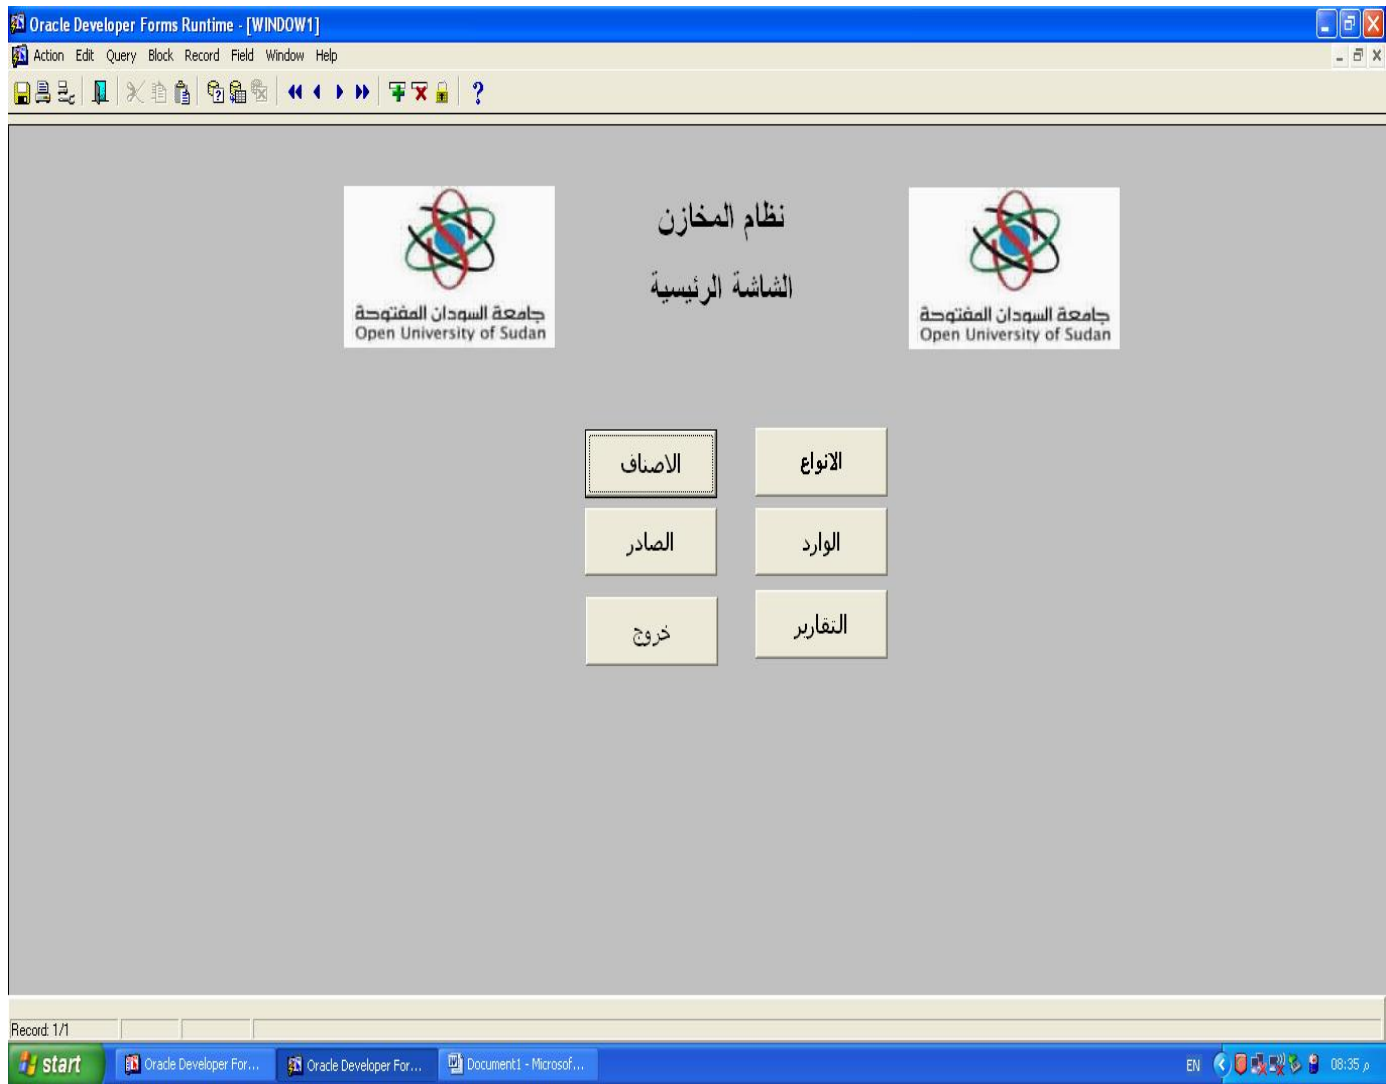 Oracle Developer Forms Runtime - [WINDOW1]
Action Edit Query Block Record Field Window Help
نظام المخازن
الشاشة الرئيسية
جامعة السودان المفتوحة
Open University of Sudan
جامعة السودان المفتوحة
Open University of Sudan
الانواع
الاصناف
الوارد
الصادر
التقارير
خروج
Record: 1/1
start
Oracle Developer For...
Oracle Developer For...
Document1 - Microsof...
EN
08:35 م